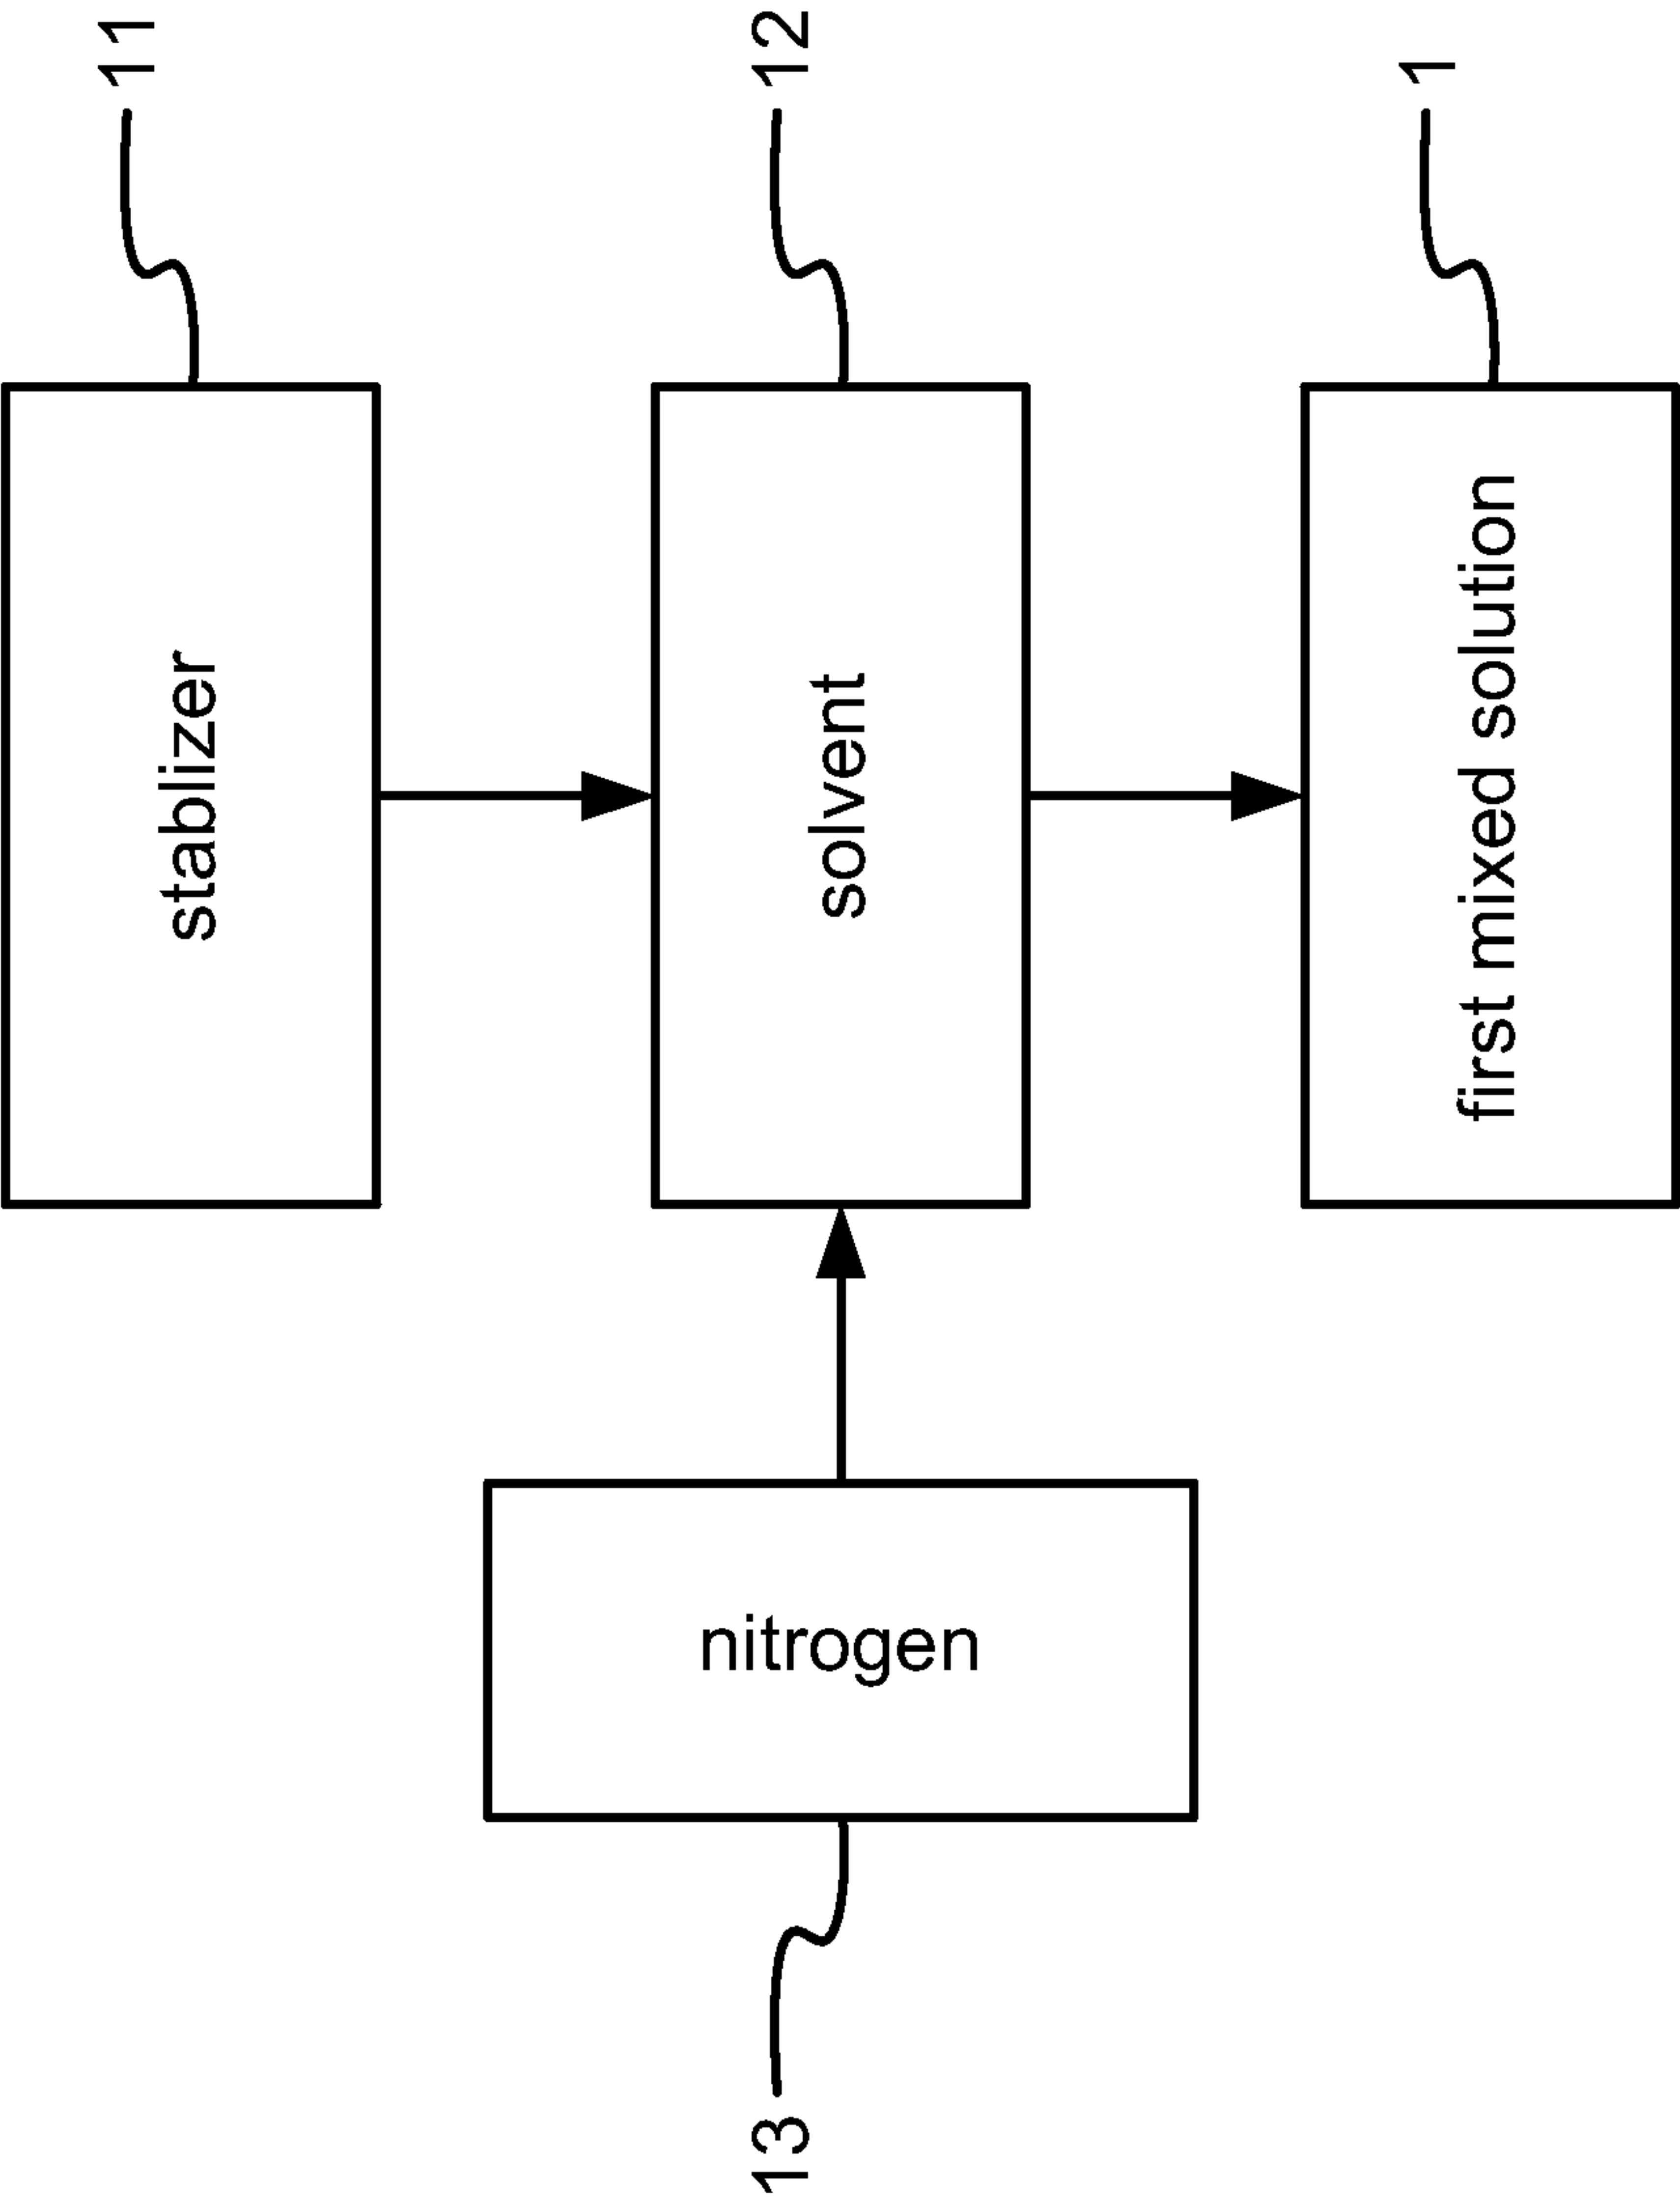 stablizer
11
nitrogen
13
solvent
12
first mixed solution
1